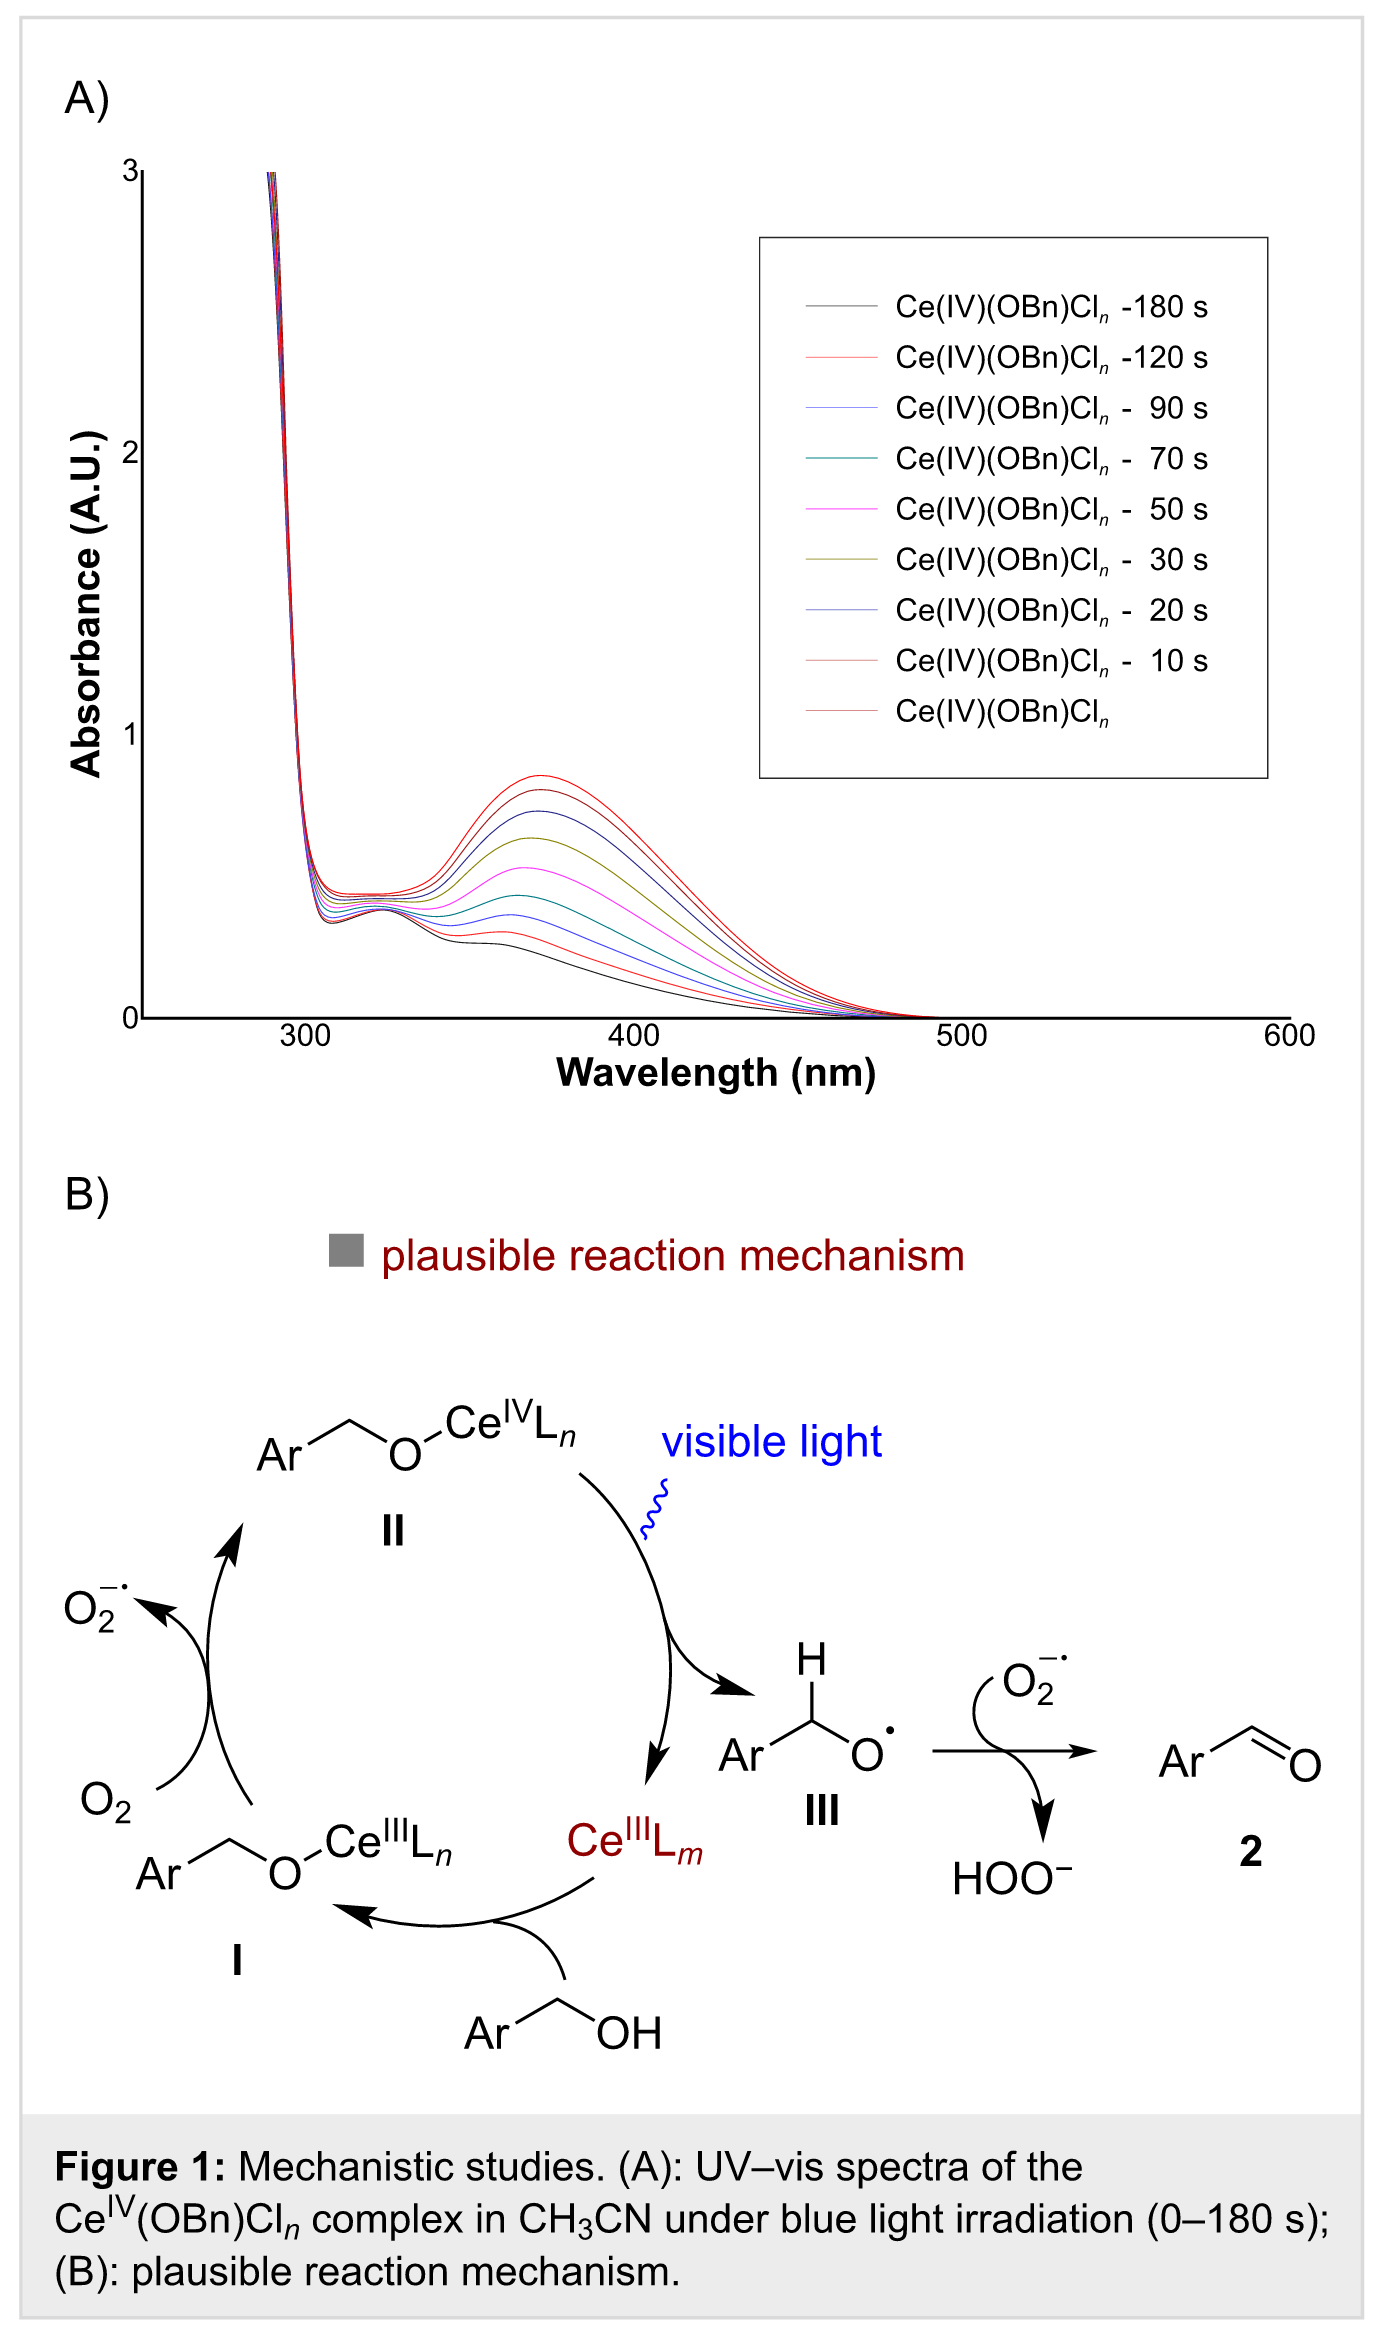 A)
3
2
1
0
Absorbance (A.U.)
300 400 500 600
Wavelength (nm)
Ce(IV)(OBn)Clₙ -180 s
Ce(IV)(OBn)Clₙ -120 s
Ce(IV)(OBn)Clₙ - 90 s
Ce(IV)(OBn)Clₙ - 70 s
Ce(IV)(OBn)Clₙ - 50 s
Ce(IV)(OBn)Clₙ - 30 s
Ce(IV)(OBn)Clₙ - 20 s
Ce(IV)(OBn)Clₙ - 10 s
Ce(IV)(OBn)Clₙ
B)
plausible reaction mechanism
Ar O CeᴵⱽLₙ
II
visible light
O₂⁻·
O₂
Ar O CeᴵᴵᴵLₙ
I
CeᴵᴵᴵLₘ
Ar OH
H
Ar O·
III
O₂⁻·
HOO⁻
Ar O
2
Figure 1: Mechanistic studies. (A): UV–vis spectra of the
Ceᴵⱽ(OBn)Clₙ complex in CH₃CN under blue light irradiation (0–180 s);
(B): plausible reaction mechanism.